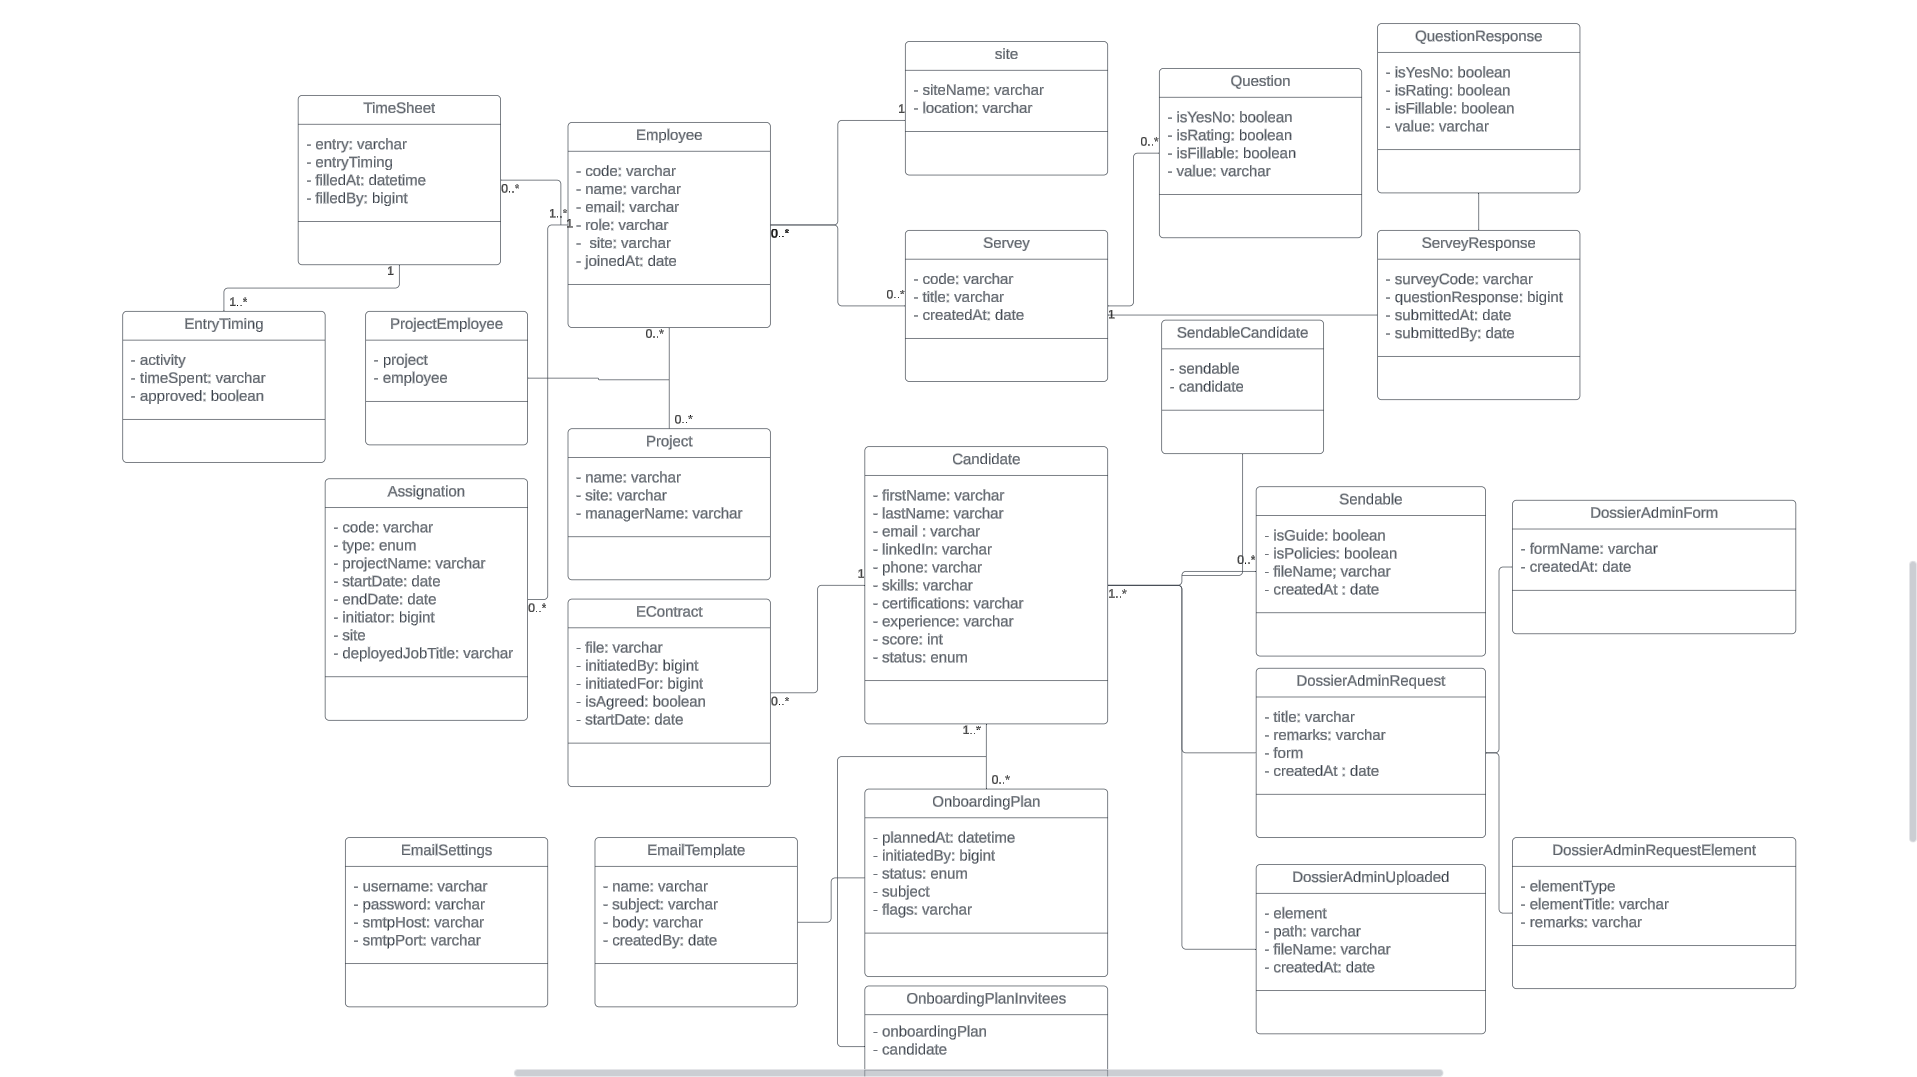 QuestionResponse
- isYesNo: boolean
- isRating: boolean
- isFillable: boolean
- value: varchar
site
- siteName: varchar
- location: varchar
1
Question
- isYesNo: boolean
- isRating: boolean
- isFillable: boolean
- value: varchar
0..*
TimeSheet
- entry: varchar
- entryTiming
- filledAt: datetime
- filledBy: bigint
0..*
1
Employee
- code: varchar
- name: varchar
- email: varchar
- role: varchar
- site: varchar
- joinedAt: date
1..*
1
0..*
0..*
Servey
- code: varchar
- title: varchar
- createdAt: date
0..*
1
ServeyResponse
- surveyCode: varchar
- questionResponse: bigint
- submittedAt: date
- submittedBy: date
1..*
EntryTiming
- activity
- timeSpent: varchar
- approved: boolean
ProjectEmployee
- project
- employee
SendableCandidate
- sendable
- candidate
0..*
Project
- name: varchar
- site: varchar
- managerName: varchar
Assignation
- code: varchar
- type: enum
- projectName: varchar
- startDate: date
- endDate: date
- initiator: bigint
- site
- deployedJobTitle: varchar
0..*
Candidate
- firstName: varchar
- lastName: varchar
- email : varchar
- linkedIn: varchar
- phone: varchar
- skills: varchar
- certifications: varchar
- experience: varchar
- score: int
- status: enum
1
1..*
1..*
Sendable
- isGuide: boolean
- isPolicies: boolean
- fileName; varchar
- createdAt : date
0..*
DossierAdminForm
- formName: varchar
- createdAt: date
EContract
- file: varchar
- initiatedBy: bigint
- initiatedFor: bigint
- isAgreed: boolean
- startDate: date
0..*
DossierAdminRequest
- title: varchar
- remarks: varchar
- form
- createdAt : date
0..*
OnboardingPlan
- plannedAt: datetime
- initiatedBy: bigint
- status: enum
- subject
- flags: varchar
EmailSettings
- username: varchar
- password: varchar
- smtpHost: varchar
- smtpPort: varchar
EmailTemplate
- name: varchar
- subject: varchar
- body: varchar
- createdBy: date
DossierAdminUploaded
- element
- path: varchar
- fileName: varchar
- createdAt: date
DossierAdminRequestElement
- elementType
- elementTitle: varchar
- remarks: varchar
OnboardingPlanInvitees
- onboardingPlan
- candidate